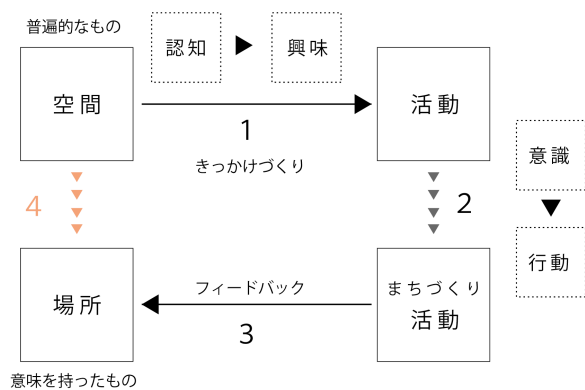 普遍的なもの
空間
認知
興味
活動
1
きっかけづくり
意識
行動
2
4
フィードバック
3
まちづくり
活動
場所
意味を持ったもの